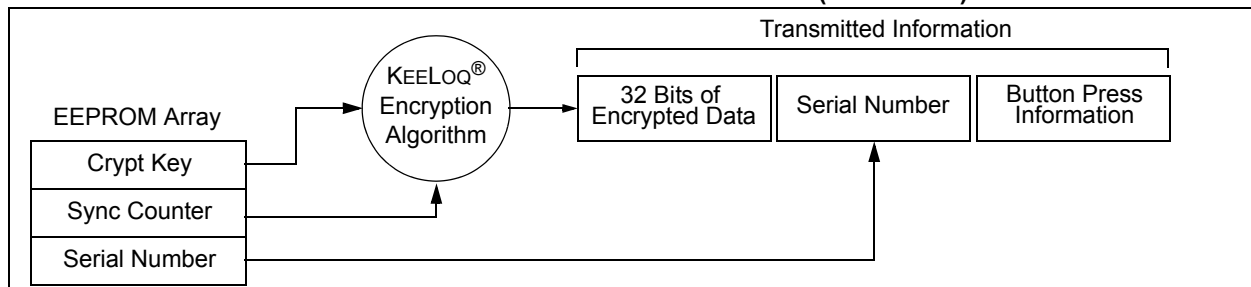 Transmitted Information
KEELOQ®
Encryption
Algorithm
32 Bits of
Encrypted Data
Serial Number
Button Press
Information
EEPROM Array
Crypt Key
Sync Counter
Serial Number